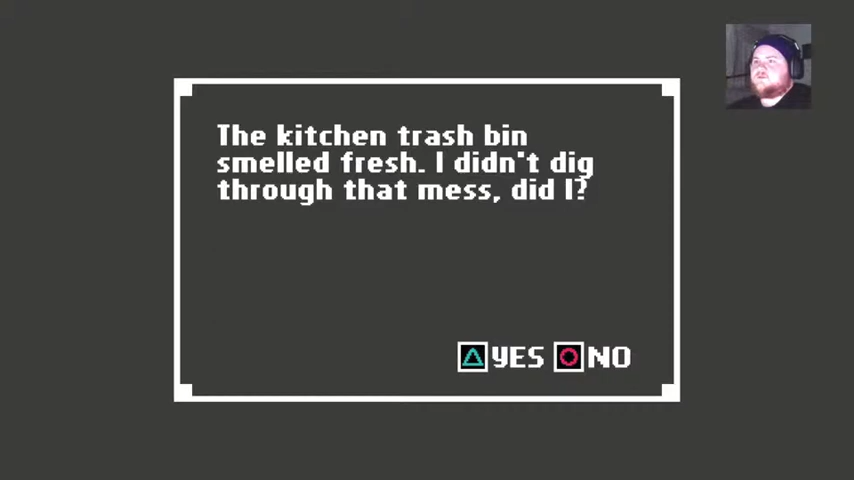 The kitchen trash bin
smelled fresh. I didn't dig
through that mess, did I?
YES NO